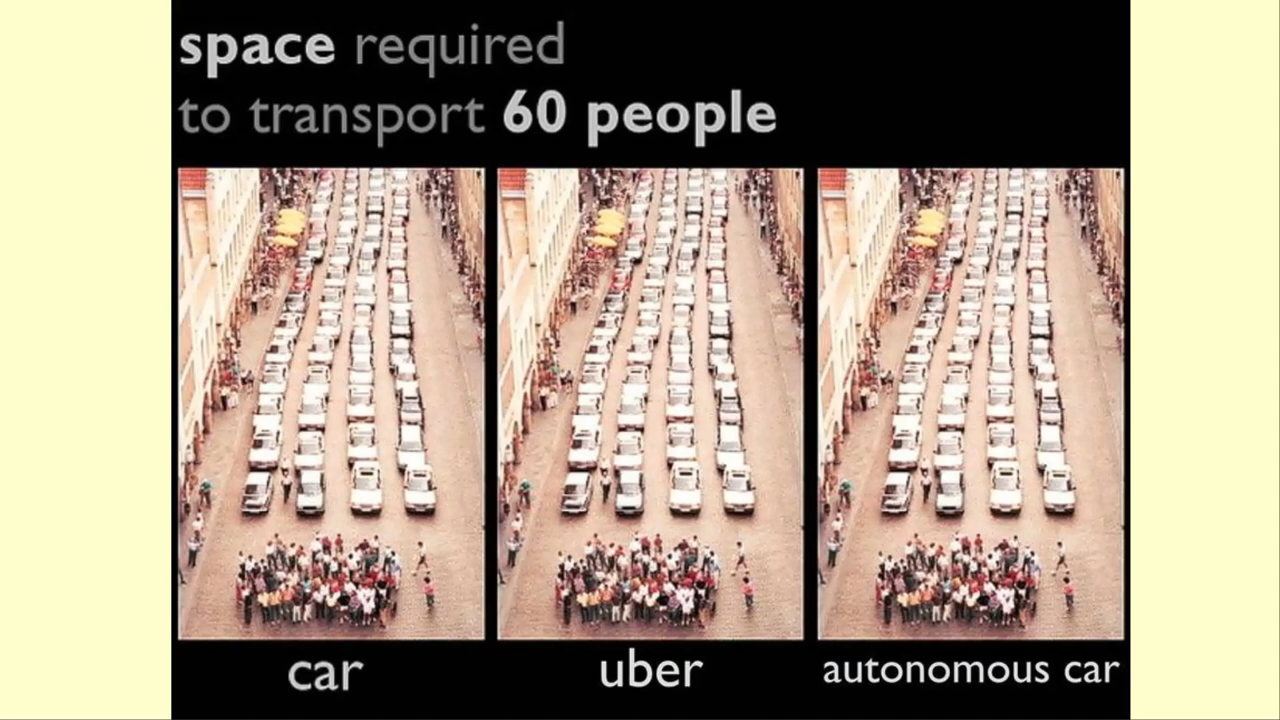 space required
to transport 60 people
car
uber
autonomous car